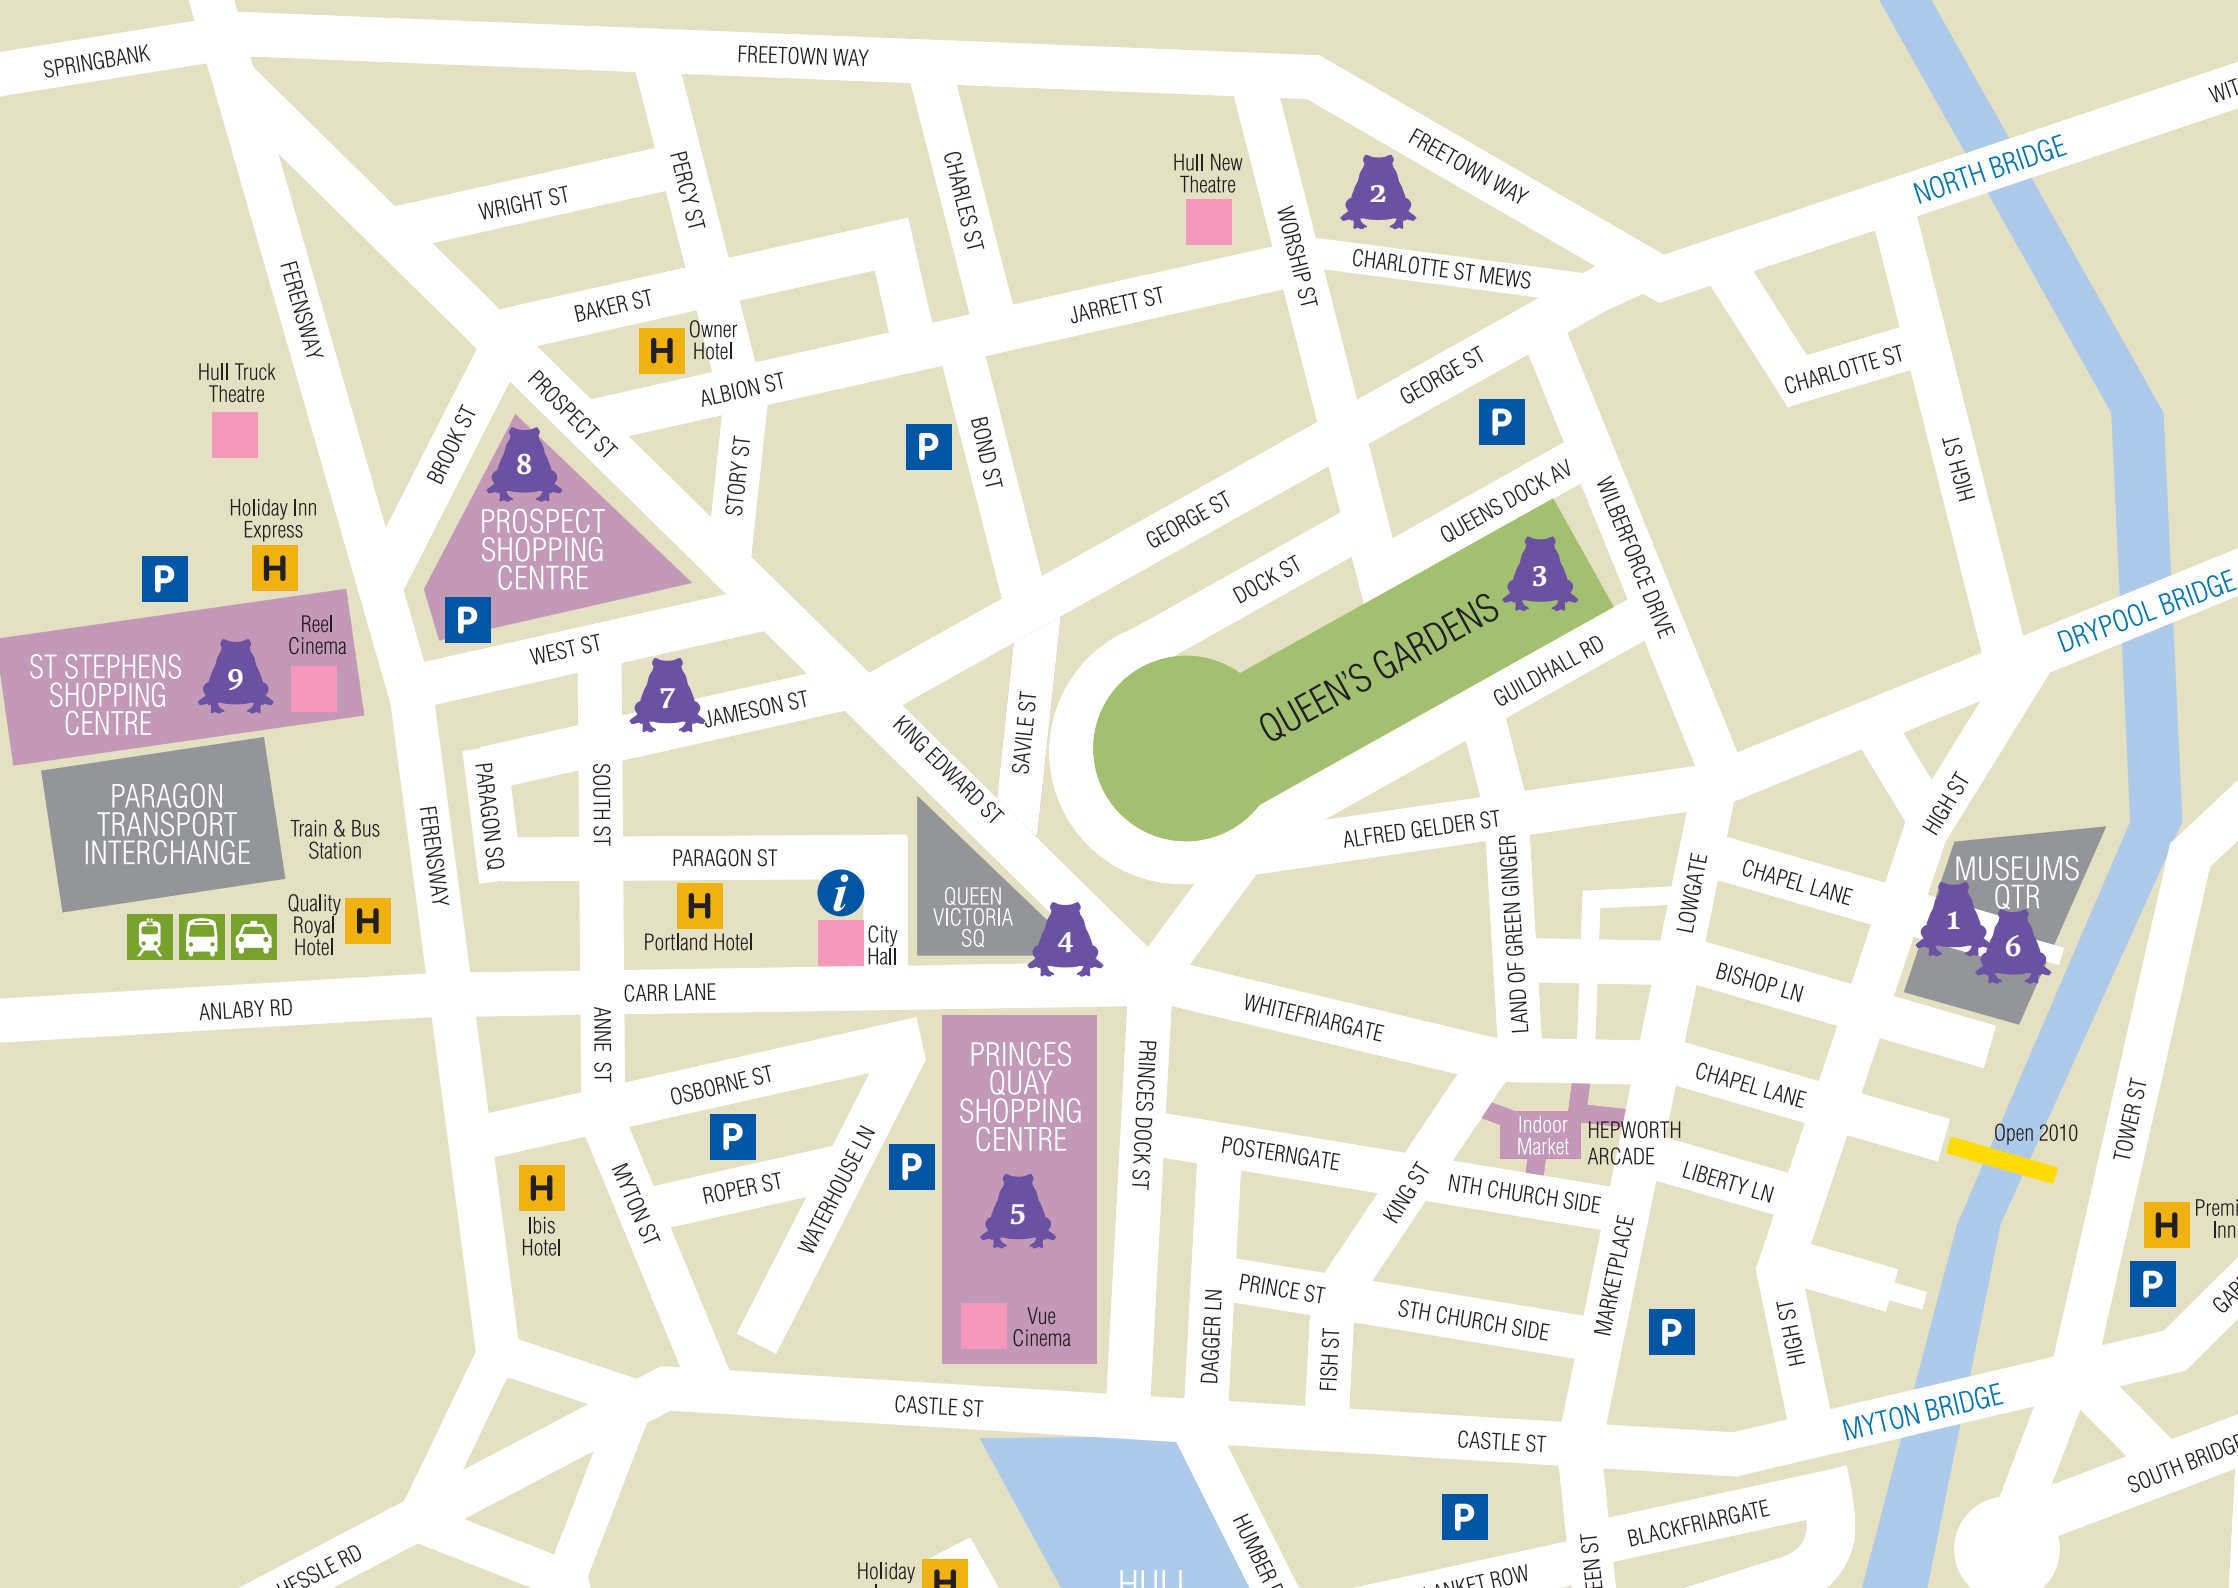 SPRINGBANK
FREETOWN WAY
FREETOWN WAY
NORTH BRIDGE
Hull New
Theatre
2
PERCY ST
CHARLES ST
WRIGHT ST
WORSHIP ST
CHARLOTTE ST MEWS
FERENSWAY
BAKER ST
JARRETT ST
H
Owner
Hotel
ALBION ST
GEORGE ST
CHARLOTTE ST
Hull Truck
Theatre
BROOK ST
PROSPECT ST
STORY ST
P
BOND ST
P
HIGH ST
8
PROSPECT
SHOPPING
CENTRE
Holiday Inn
Express
H
P
P
GEORGE ST
QUEENS DOCK AV
WILBERFORCE DRIVE
DOCK ST
3
QUEEN'S GARDENS
GUILDHALL RD
DRYPOOL BRIDGE
ST STEPHENS
SHOPPING
CENTRE
9
Reel
Cinema
WEST ST
7
JAMESON ST
KING EDWARD ST
SAVILE ST
PARAGON
TRANSPORT
INTERCHANGE
Train & Bus
Station
FERENSWAY
PARAGON SQ
SOUTH ST
PARAGON ST
ALFRED GELDER ST
LAND OF GREEN GINGER
LOWGATE
CHAPEL LANE
HIGH ST
MUSEUMS
QTR
1
6
Quality
Royal
Hotel
H
H
Portland Hotel
i
City
Hall
QUEEN
VICTORIA
SQ
4
ANLABY RD
CARR LANE
WHITEFRIARGATE
BISHOP LN
ANNE ST
OSBORNE ST
PRINCES
QUAY
SHOPPING
CENTRE
5
Vue
Cinema
PRINCES DOCK ST
CHAPEL LANE
Indoor
Market
HEPWORTH
ARCADE
Open 2010
TOWER ST
P
P
ROPER ST
WATERHOUSE LN
MYTON ST
H
Ibis
Hotel
POSTERNGATE
KING ST
NTH CHURCH SIDE
LIBERTY LN
MARKETPLACE
PRINCE ST
STH CHURCH SIDE
DAGGER LN
FISH ST
P
HIGH ST
H
P
CASTLE ST
CASTLE ST
MYTON BRIDGE
SOUTH BRIDGE
HESSLE RD
Holiday
H
HULL
HUMBER
P
BLACKFRIARGATE
ROW